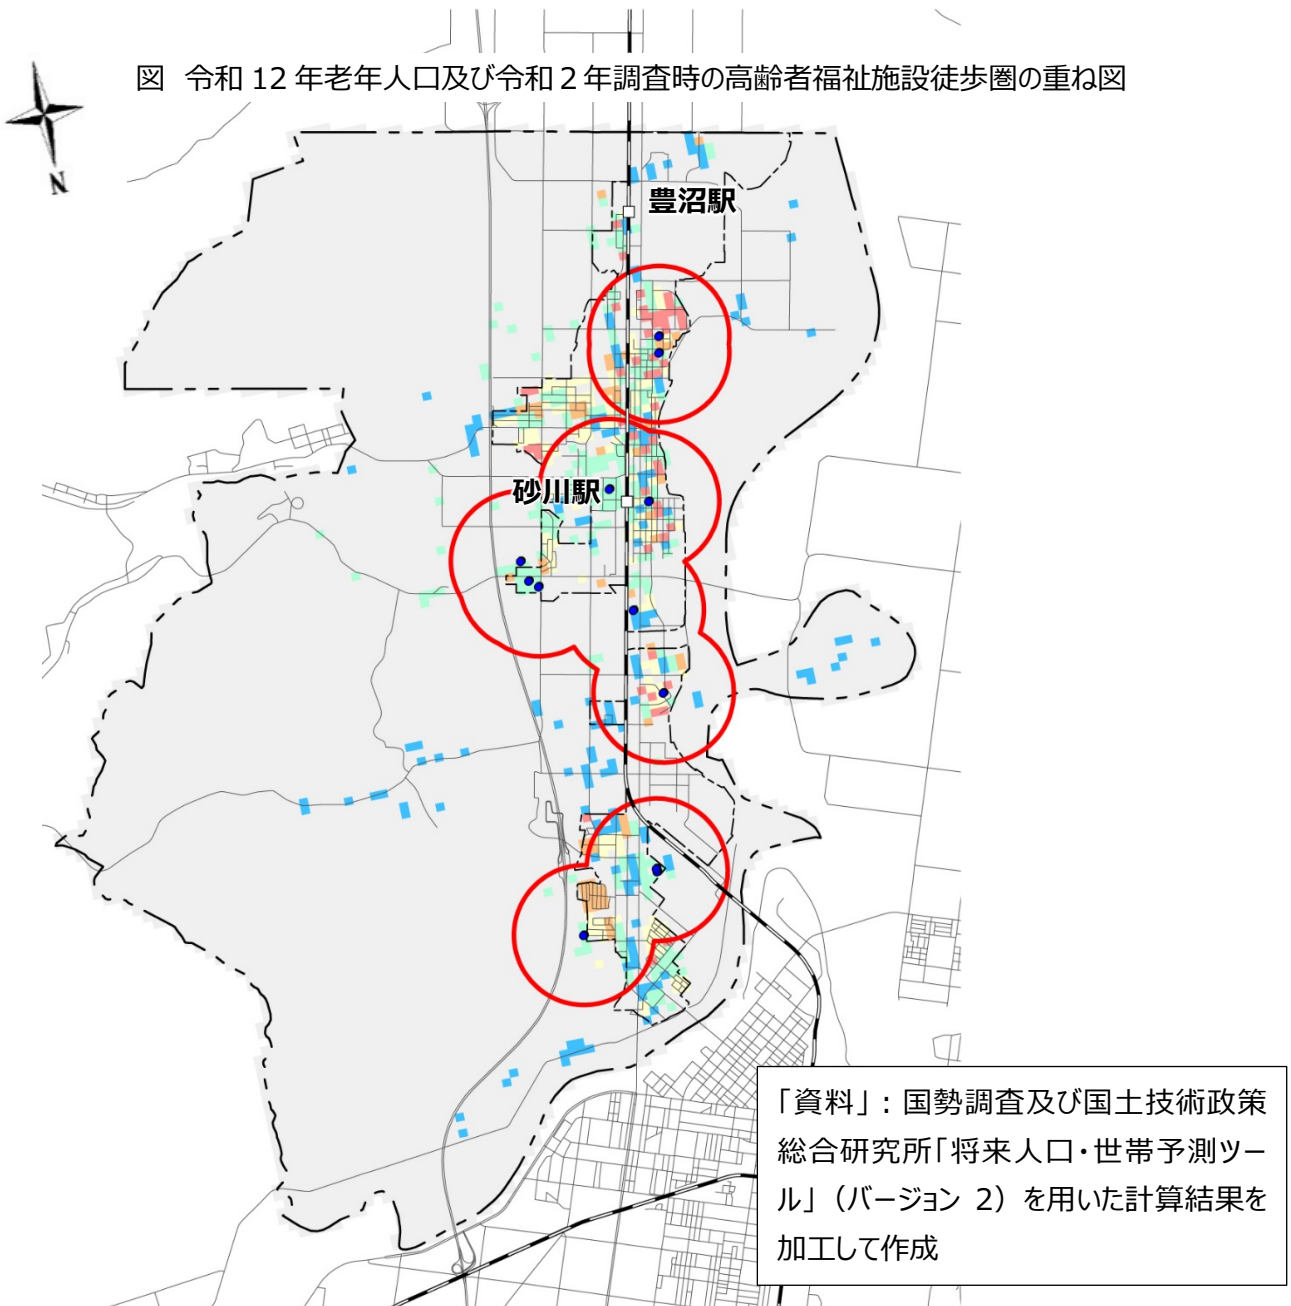 図 令和 12 年老年人口及び令和２年調査時の高齢者福祉施設徒歩圏の重ね図
N
豊沼駅
砂川駅
「資料」：国勢調査及び国土技術政策
総合研究所「将来人口・世帯予測ツー
ル」（バージョン 2）を用いた計算結果を
加工して作成